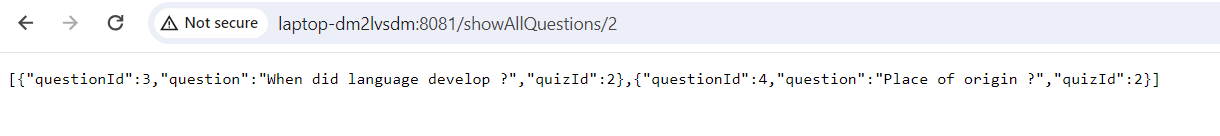 Not secure laptop-dm2lvsdm:8081/showAllQuestions/2
[{"questionId":3,"question":"When did language develop ?","quizId":2},{"questionId":4,"question":"Place of origin ?","quizId":2}]